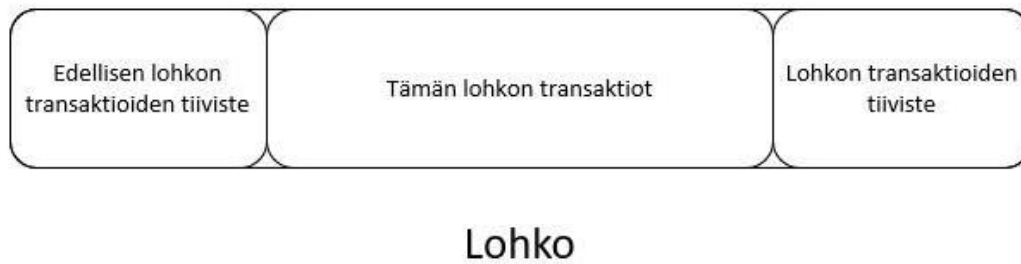 Edellisen lohkon
transaktioiden tiiviste
Tämän lohkon transaktiot
Lohkon transaktioiden
tiiviste
Lohko